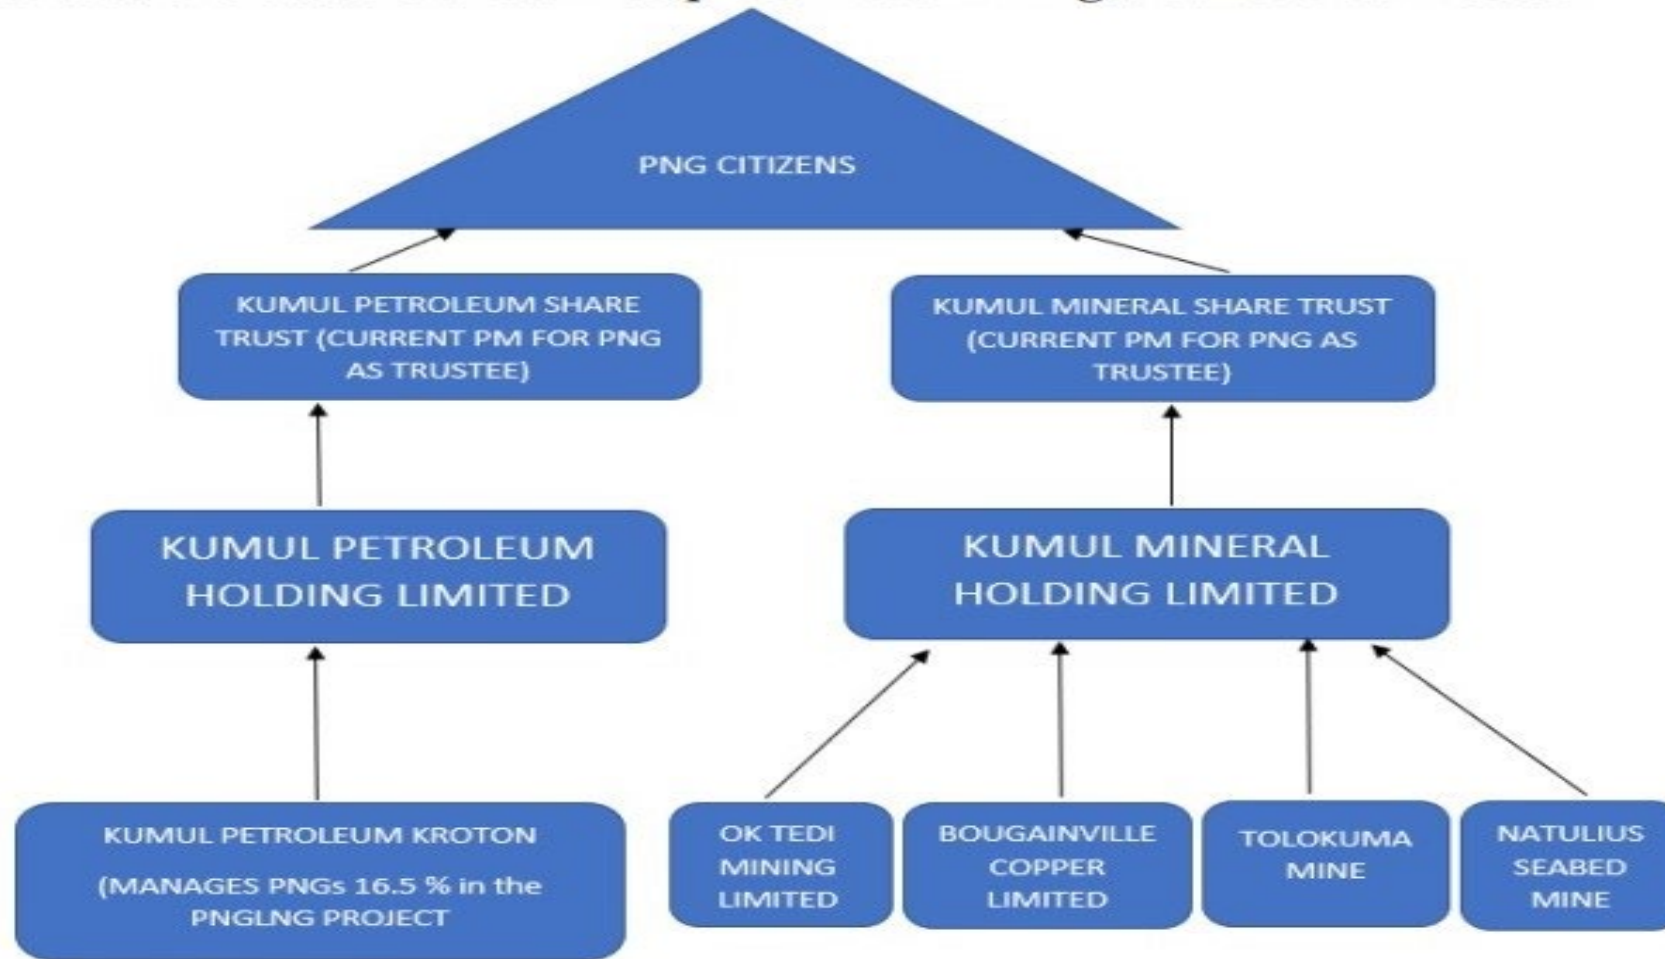 PNG CITIZENS
KUMUL PETROLEUM SHARE
TRUST (CURRENT PM FOR PNG
AS TRUSTEE)
KUMUL MINERAL SHARE TRUST
(CURRENT PM FOR PNG AS
TRUSTEE)
KUMUL PETROLEUM
HOLDING LIMITED
KUMUL MINERAL
HOLDING LIMITED
KUMUL PETROLEUM KROTON
(MANAGES PNGs 16.5 % in the
PNGLNG PROJECT
OK TEDI
MINING
LIMITED
BOUGAINVILLE
COPPER
LIMITED
TOLOKUMA
MINE
NATULIUS
SEABED
MINE